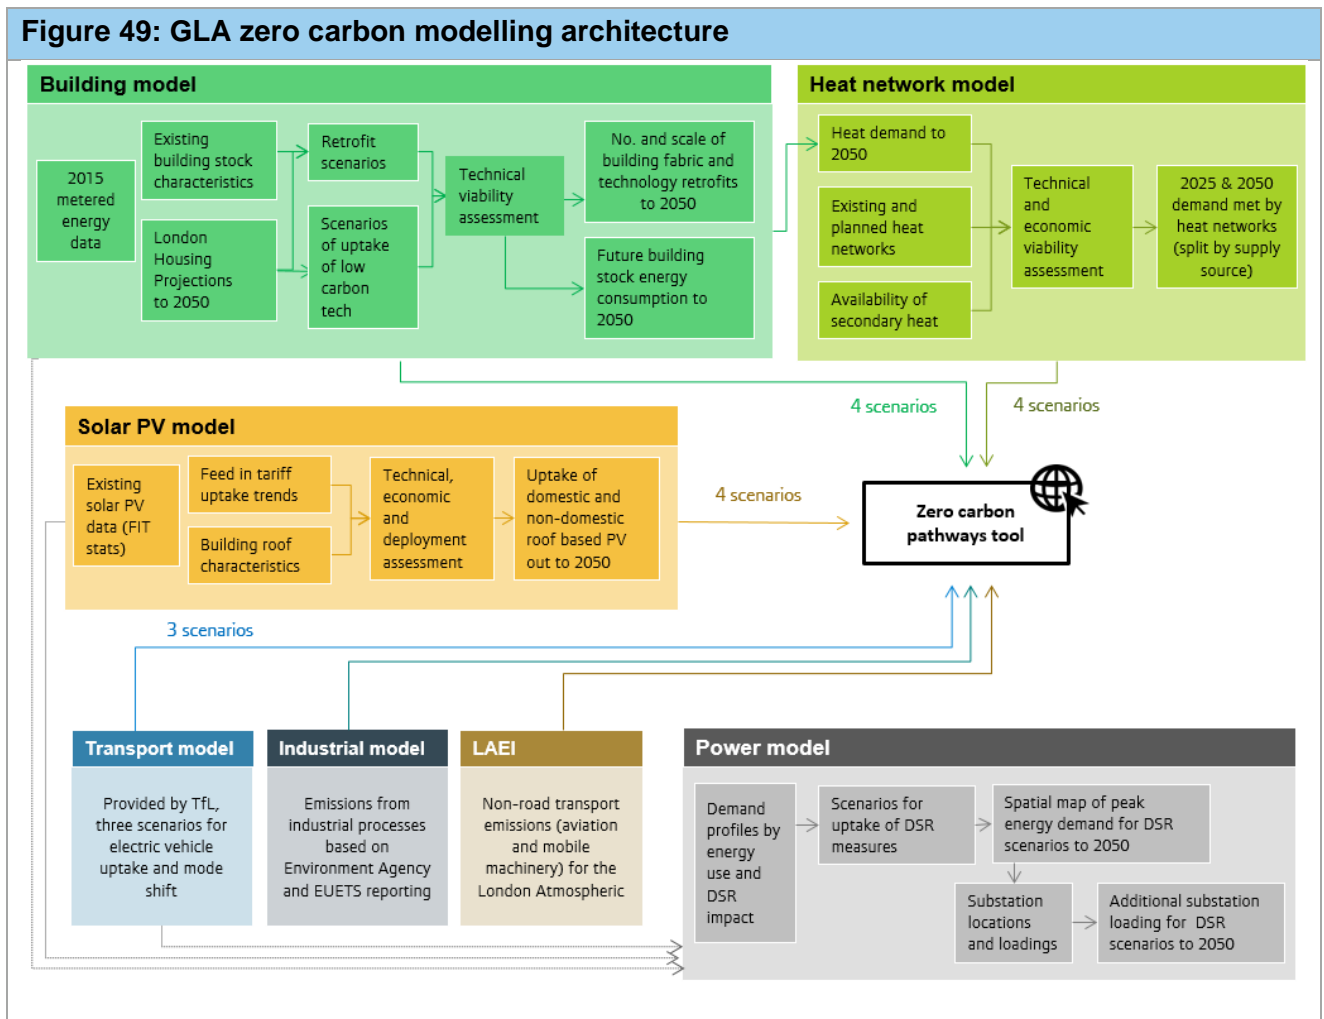 Figure 49: GLA zero carbon modelling architecture
Building model
2015
metered
energy
data
Existing
building stock
characteristics
London
Housing
Projections
to 2050
Retrofit
scenarios
Scenarios
of uptake
of low
carbon
tech
Technical
viability
assessment
No. and scale of
building fabric and
technology retrofits
to 2050
Future building
stock energy
consumption to
2050
Heat network model
Heat demand to
2050
Existing and
planned heat
networks
Availability of
secondary heat
Technical
and
economic
viability
assessment
2025 & 2050
demand met by
heat networks
(split by supply
source)
4 scenarios
4 scenarios
Solar PV model
Existing
solar PV
data (FIT
stats)
Feed in tariff
uptake trends
Building roof
characteristics
Technical,
economic
and
deployment
assessment
Uptake of
domestic and
non-domestic
roof based PV
out to 2050
4 scenarios
Zero carbon
pathways tool
3 scenarios
Transport model
Provided by TfL,
three scenarios for
electric vehicle
uptake and mode
shift
Industrial model
Emissions from
industrial processes
based on
Environment Agency
and EUETS reporting
LAEI
Non-road transport
emissions (aviation
and mobile
machinery) for the
London Atmospheric
Power model
Demand
profiles by
energy
use and
DSR
impact
Scenarios for
uptake of DSR
measures
Spatial map of peak
energy demand for DSR
scenarios to 2050
Substation
locations
and loadings
Additional substation
loading for DSR
scenarios to 2050